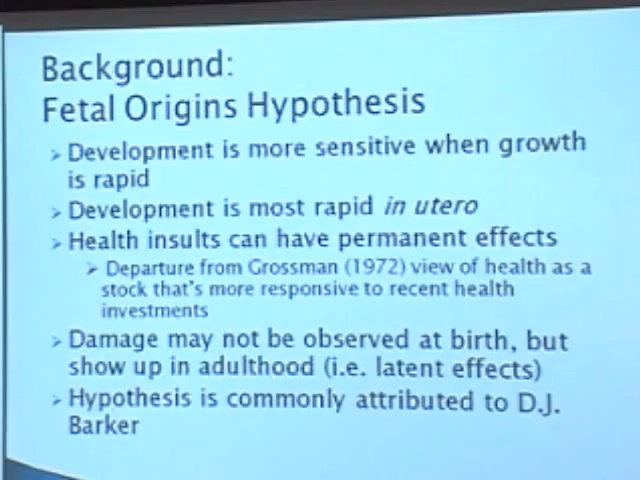 Background:
Fetal Origins Hypothesis
Development is more sensitive when growth
is rapid
Development is most rapid in utero
Health insults can have permanent effects
Departure from Grossman (1972) view of health as a
stock that's more responsive to recent health
investments
Damage may not be observed at birth, but
show up in adulthood (i.e. latent effects)
Hypothesis is commonly attributed to D.J.
Barker